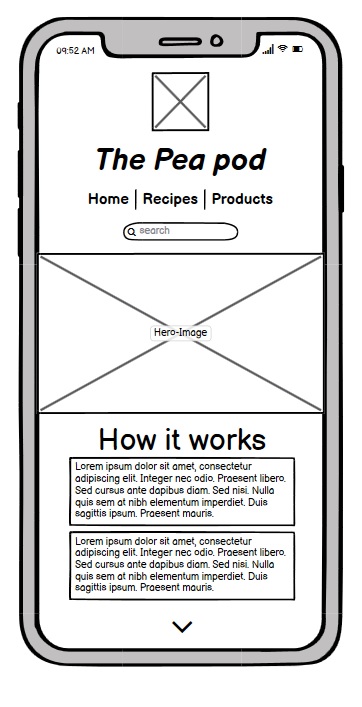 09:52 AM
The Pea pod
Home | Recipes | Products
search
Hero-Image
How it works
Lorem ipsum dolor sit amet, consectetur
adipiscing elit. Integer nec odio. Praesent libero.
Sed cursus ante dapibus diam. Sed nisi. Nulla
quis sem at nibh elementum imperdiet. Duis
sagittis ipsum. Praesent mauris.
Lorem ipsum dolor sit amet, consectetur
adipiscing elit. Integer nec odio. Praesent libero.
Sed cursus ante dapibus diam. Sed nisi. Nulla
quis sem at nibh elementum imperdiet. Duis
sagittis ipsum. Praesent mauris.